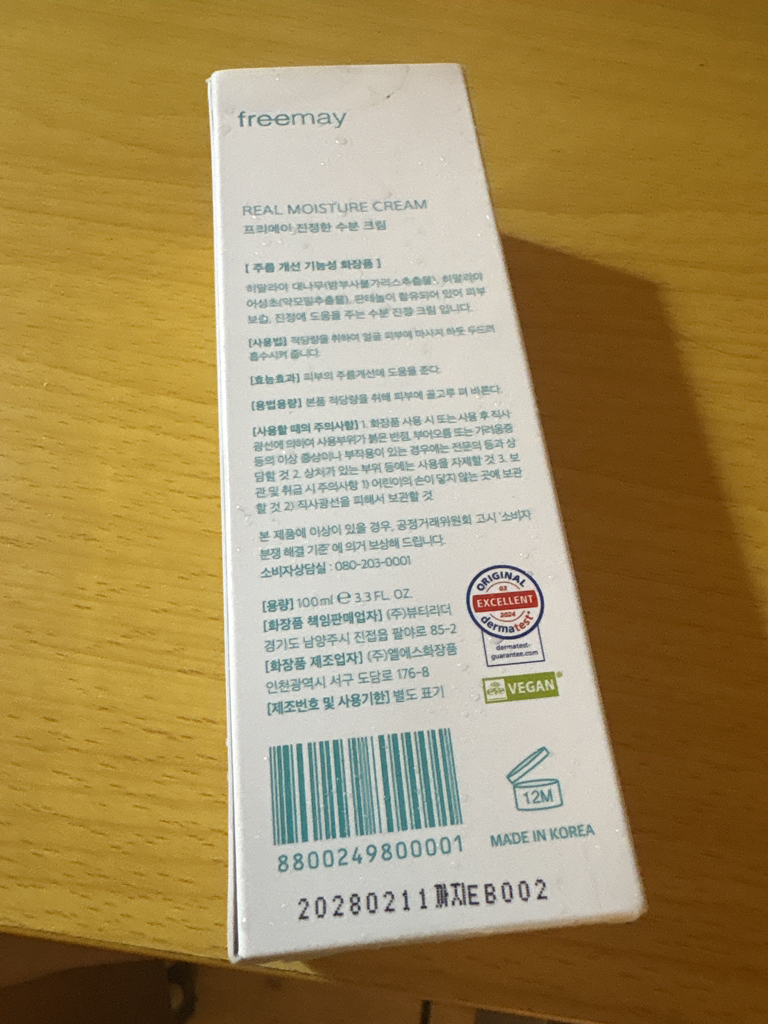 freemay
REAL MOISTURE CREAM
프리메이 진정한 수분 크림
[ 주름 개선 기능성 화장품 ]
히말라야 대나무(밤부사불가리스추출물), 히말라야
어성초(약모밀추출물), 판테놀이 함유되어 있어 피부
보습, 진정에 도움을 주는 수분 진정 크림 입니다.
[사용법] 적당량을 취하여 얼굴 피부에 마사지 하듯 두드려
흡수시켜 줍니다.
[효능효과] 피부의 주름개선에 도움을 준다.
[용법용량] 본품 적당량을 취해 피부에 골고루 펴 바른다.
[사용할 때의 주의사항] 1. 화장품 사용 시 또는 사용 후 직사
광선에 의하여 사용부위가 붉은 반점, 부어오름 또는 가려움증
등의 이상 증상이나 부작용이 있는 경우에는 전문의 등과 상
담할 것 2. 상처가 있는 부위 등에는 사용을 자제할 것 3. 보
관 및 취급 시 주의사항 1) 어린이의 손이 닿지 않는 곳에 보관
할 것 2) 직사광선을 피해서 보관할 것
본 제품에 이상이 있을 경우, 공정거래위원회 고시 '소비자
분쟁 해결 기준'에 의거 보상해 드립니다.
소비자상담실 : 080-203-0001
[용량] 100ml ℮ 3.3 FL. OZ.
[화장품 책임판매업자] (주)뷰티리더
경기도 남양주시 진접읍 팔야로 85-2
[화장품 제조업자] (주)엘에스화장품
인천광역시 서구 도담로 176-8
[제조번호 및 사용기한] 별도 표기
ORIGINAL
03
EXCELLENT
2024
dermatest®
dermatest-
guarantee.com
eve VEGAN®
8800249800001
12M
MADE IN KOREA
20280211까지EB002